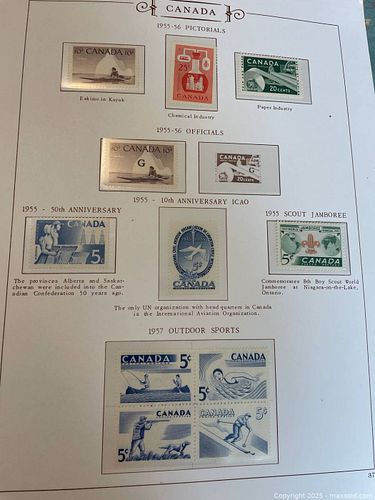 CANADA
1955-56 PICTORIALS
10¢ CANADA 10¢
25¢
CANADA
CANADA
20 CENTS
Eskimo in Kayak
Chemical Industry
Paper Industry
1955-56 OFFICIALS
10¢ CANADA 10¢
G
CANADA
G
20 CENTS
1955 - 50th ANNIVERSARY
1955 - 10th ANNIVERSARY ICAO
1955 SCOUT JAMBOREE
5¢
CANADA
5¢
CANADA
The provinces Alberta and Saskat-
chewan were included into the Can-
adian Confederation 50 years ago.
Commemorates 8th Boy Scout World
Jamboree at Niagara-on-the-Lake,
Ontario.
The only UN organization with headquarters in Canada
is the International Aviation Organization.
1957 OUTDOOR SPORTS
CANADA
5¢
5¢
CANADA
CANADA
5¢
5¢
CANADA
37
Copyright ©2025 - maxsold.com